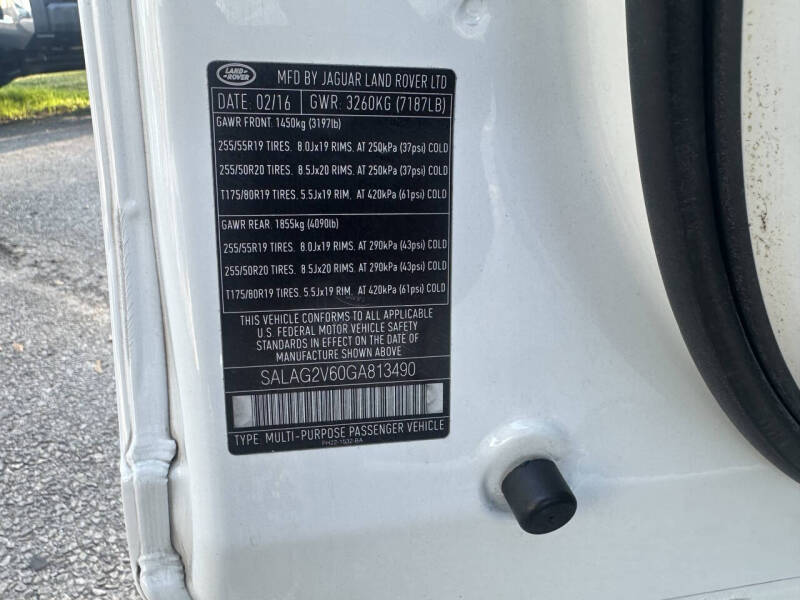 LAND ROVER MFD BY JAGUAR LAND ROVER LTD
DATE. 02/16 GWR. 3260KG (7187LB)
GAWR FRONT. 1450kg (3197lb)
255/55R19 TIRES. 8.0Jx19 RIMS. AT 250kPa (37psi) COLD
255/50R20 TIRES. 8.5Jx20 RIMS. AT 250kPa (37psi) COLD
T175/80R19 TIRES. 5.5Jx19 RIM. AT 420kPa (61psi) COLD
GAWR REAR. 1855kg (4090lb)
255/55R19 TIRES. 8.0Jx19 RIMS. AT 290kPa (43psi) COLD
255/50R20 TIRES. 8.5Jx20 RIMS. AT 290kPa (43psi) COLD
T175/80R19 TIRES. 5.5Jx19 RIM. AT 420kPa (61psi) COLD
THIS VEHICLE CONFORMS TO ALL APPLICABLE
U.S. FEDERAL MOTOR VEHICLE SAFETY
STANDARDS IN EFFECT ON THE DATE OF
MANUFACTURE SHOWN ABOVE
SALAG2V60GA813490
TYPE. MULTI-PURPOSE PASSENGER VEHICLE
PH22-1532-BA